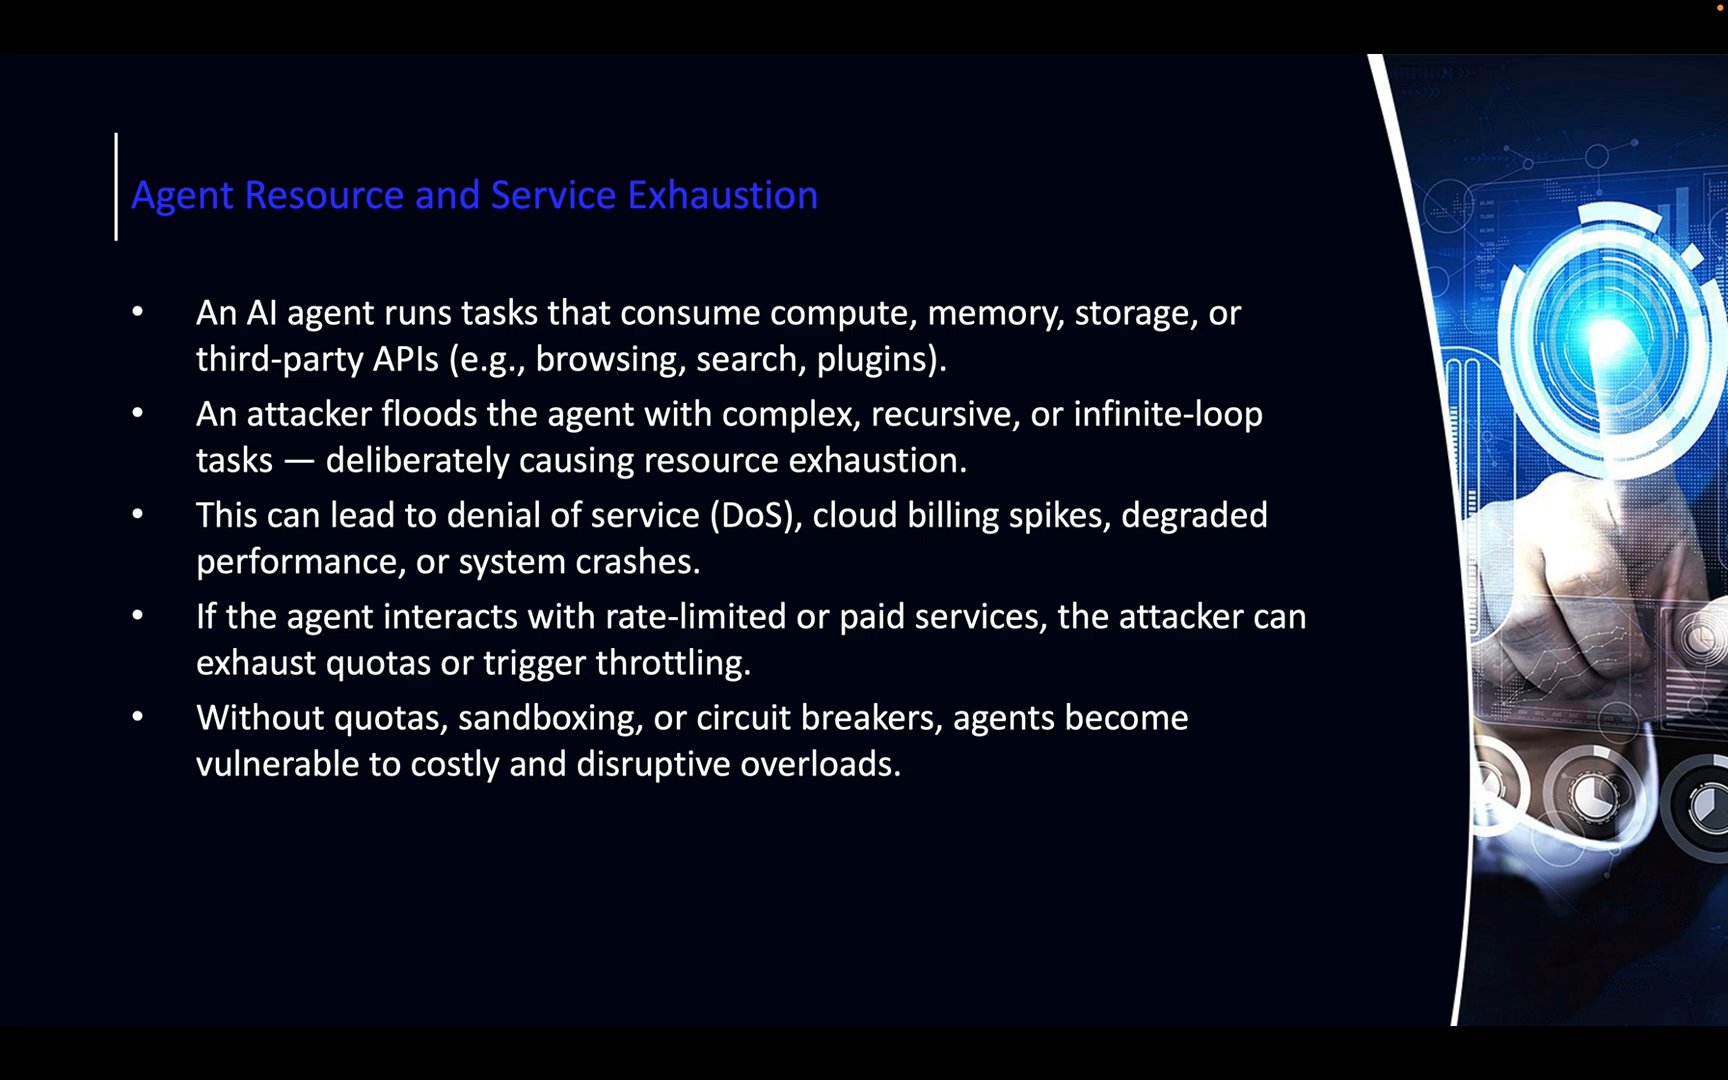 Agent Resource and Service Exhaustion
• An AI agent runs tasks that consume compute, memory, storage, or
third-party APIs (e.g., browsing, search, plugins).
• An attacker floods the agent with complex, recursive, or infinite-loop
tasks — deliberately causing resource exhaustion.
• This can lead to denial of service (DoS), cloud billing spikes, degraded
performance, or system crashes.
• If the agent interacts with rate-limited or paid services, the attacker can
exhaust quotas or trigger throttling.
• Without quotas, sandboxing, or circuit breakers, agents become
vulnerable to costly and disruptive overloads.